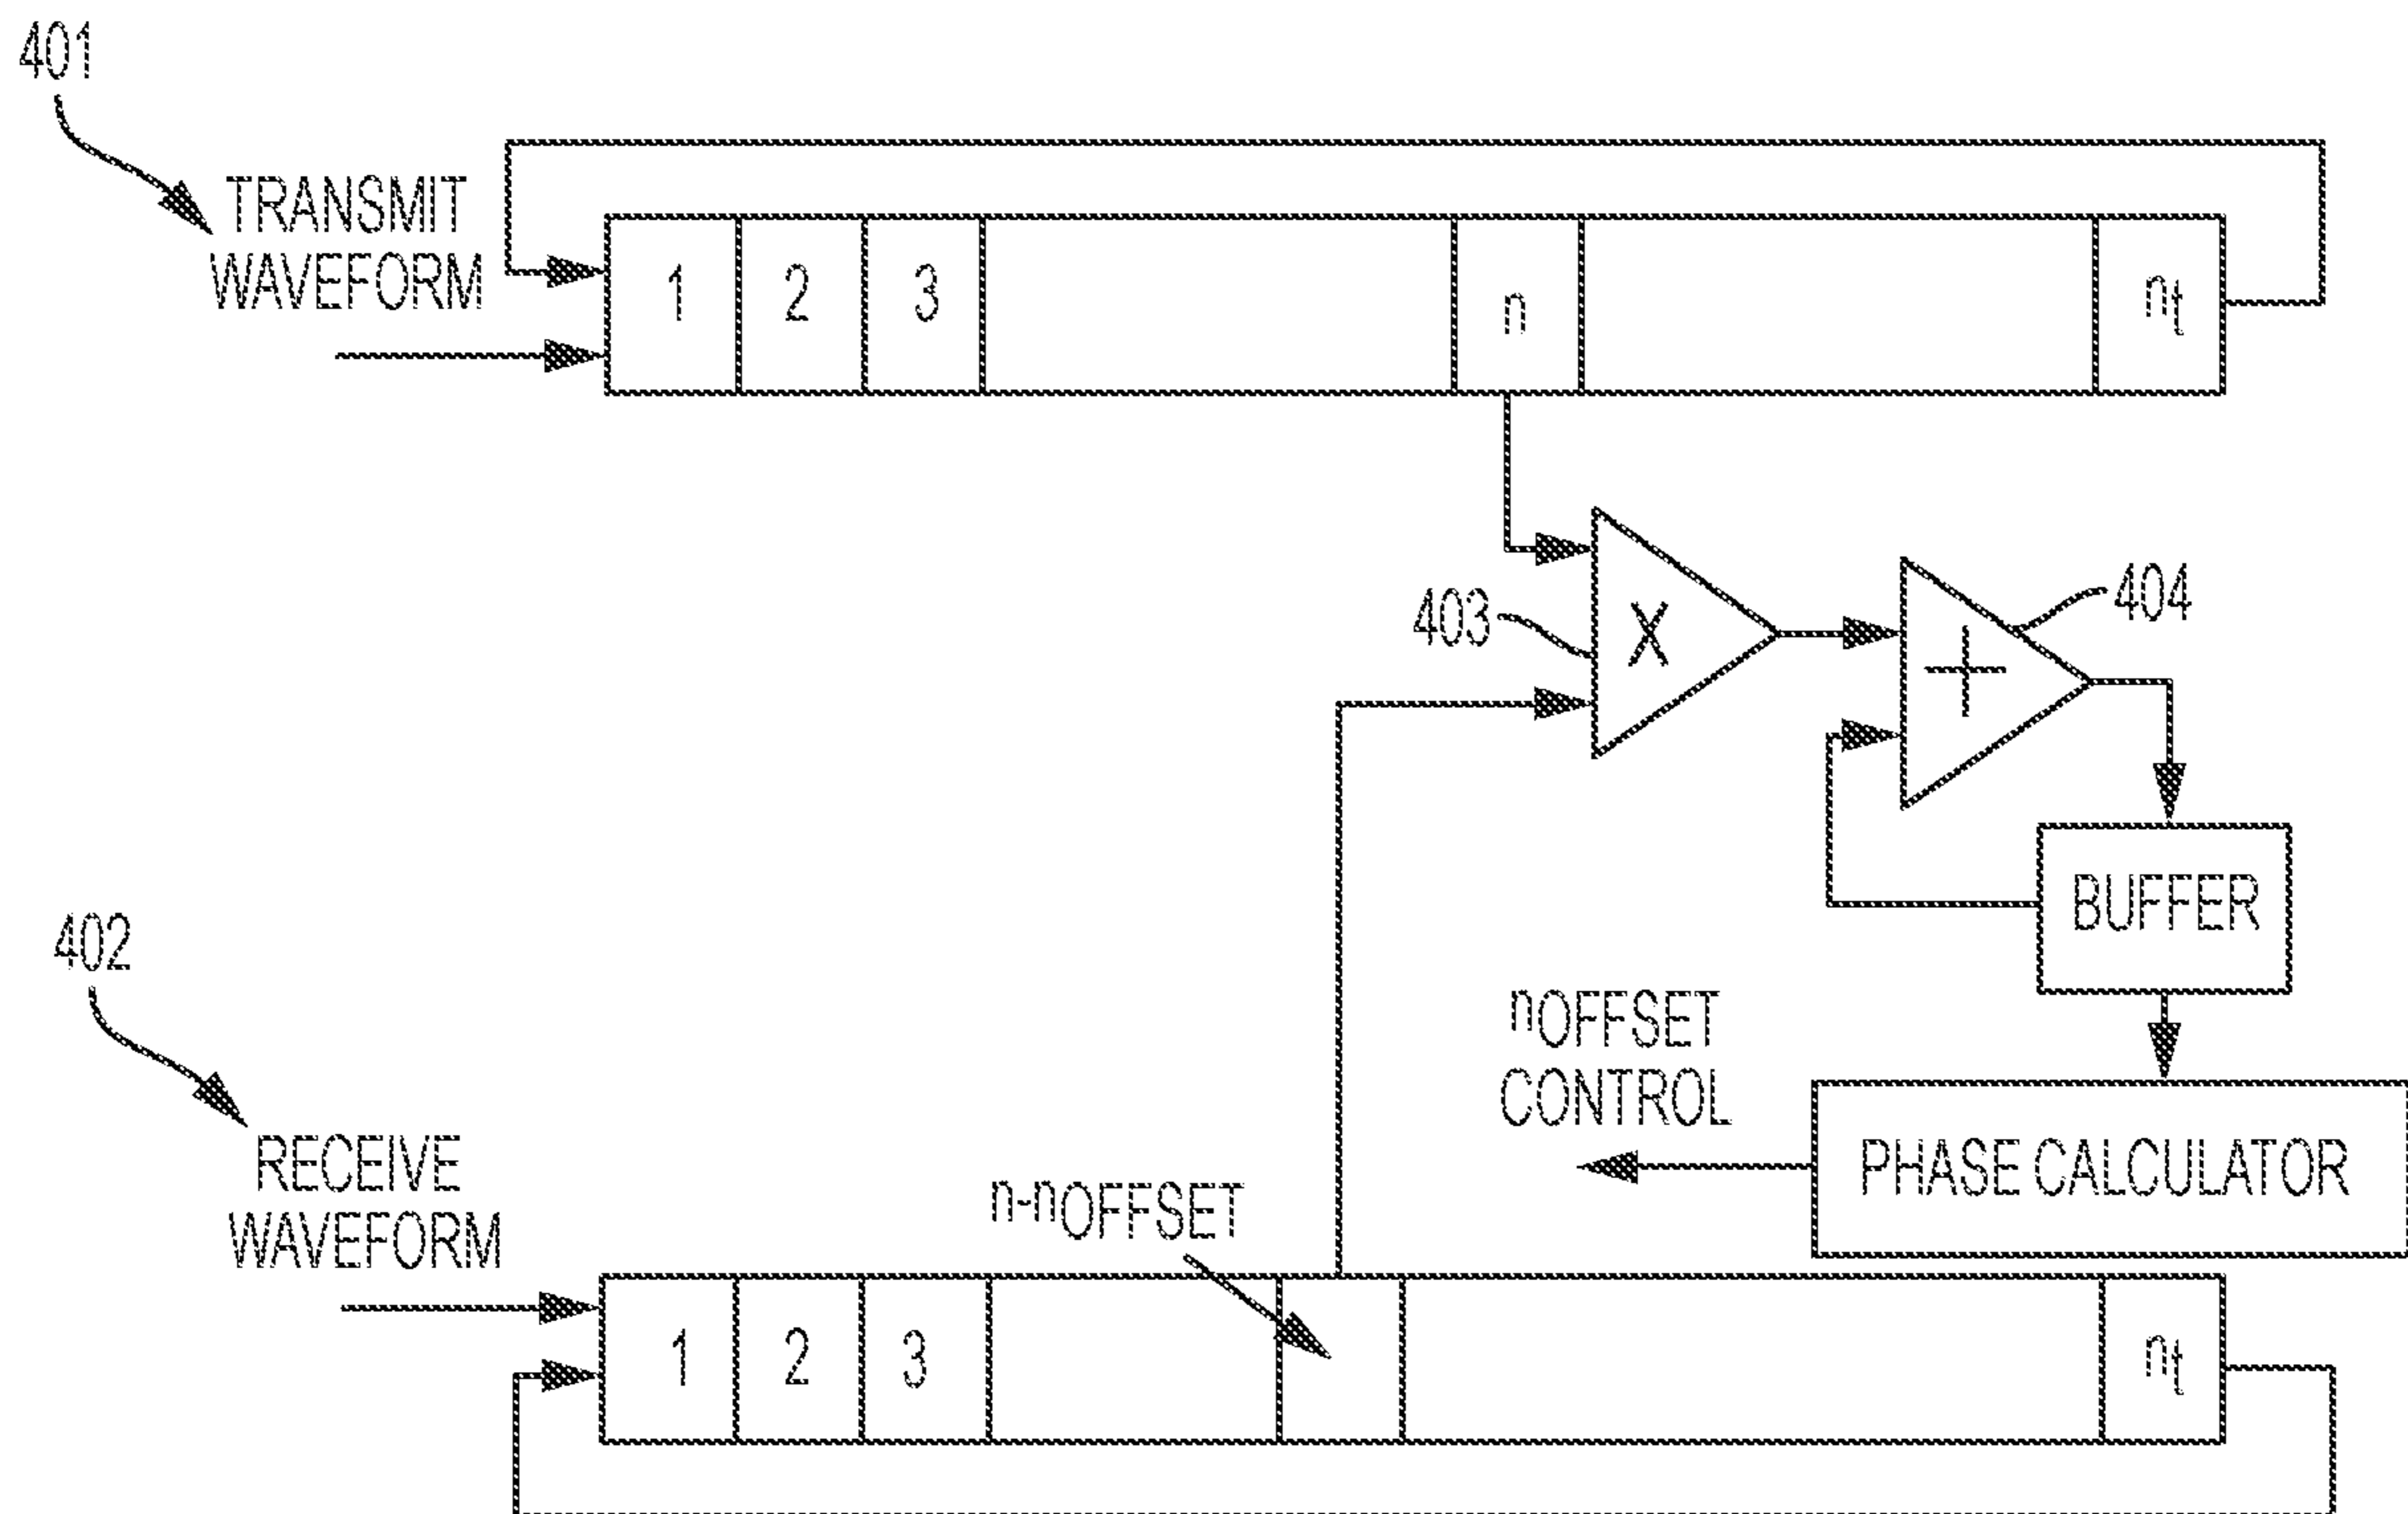 401
TRANSMIT
WAVEFORM
1 2 3 n nt
403
X
+
404
BUFFER
402
nOFFSET
CONTROL
PHASE CALCULATOR
RECEIVE
WAVEFORM
n-nOFFSET
1 2 3 nt